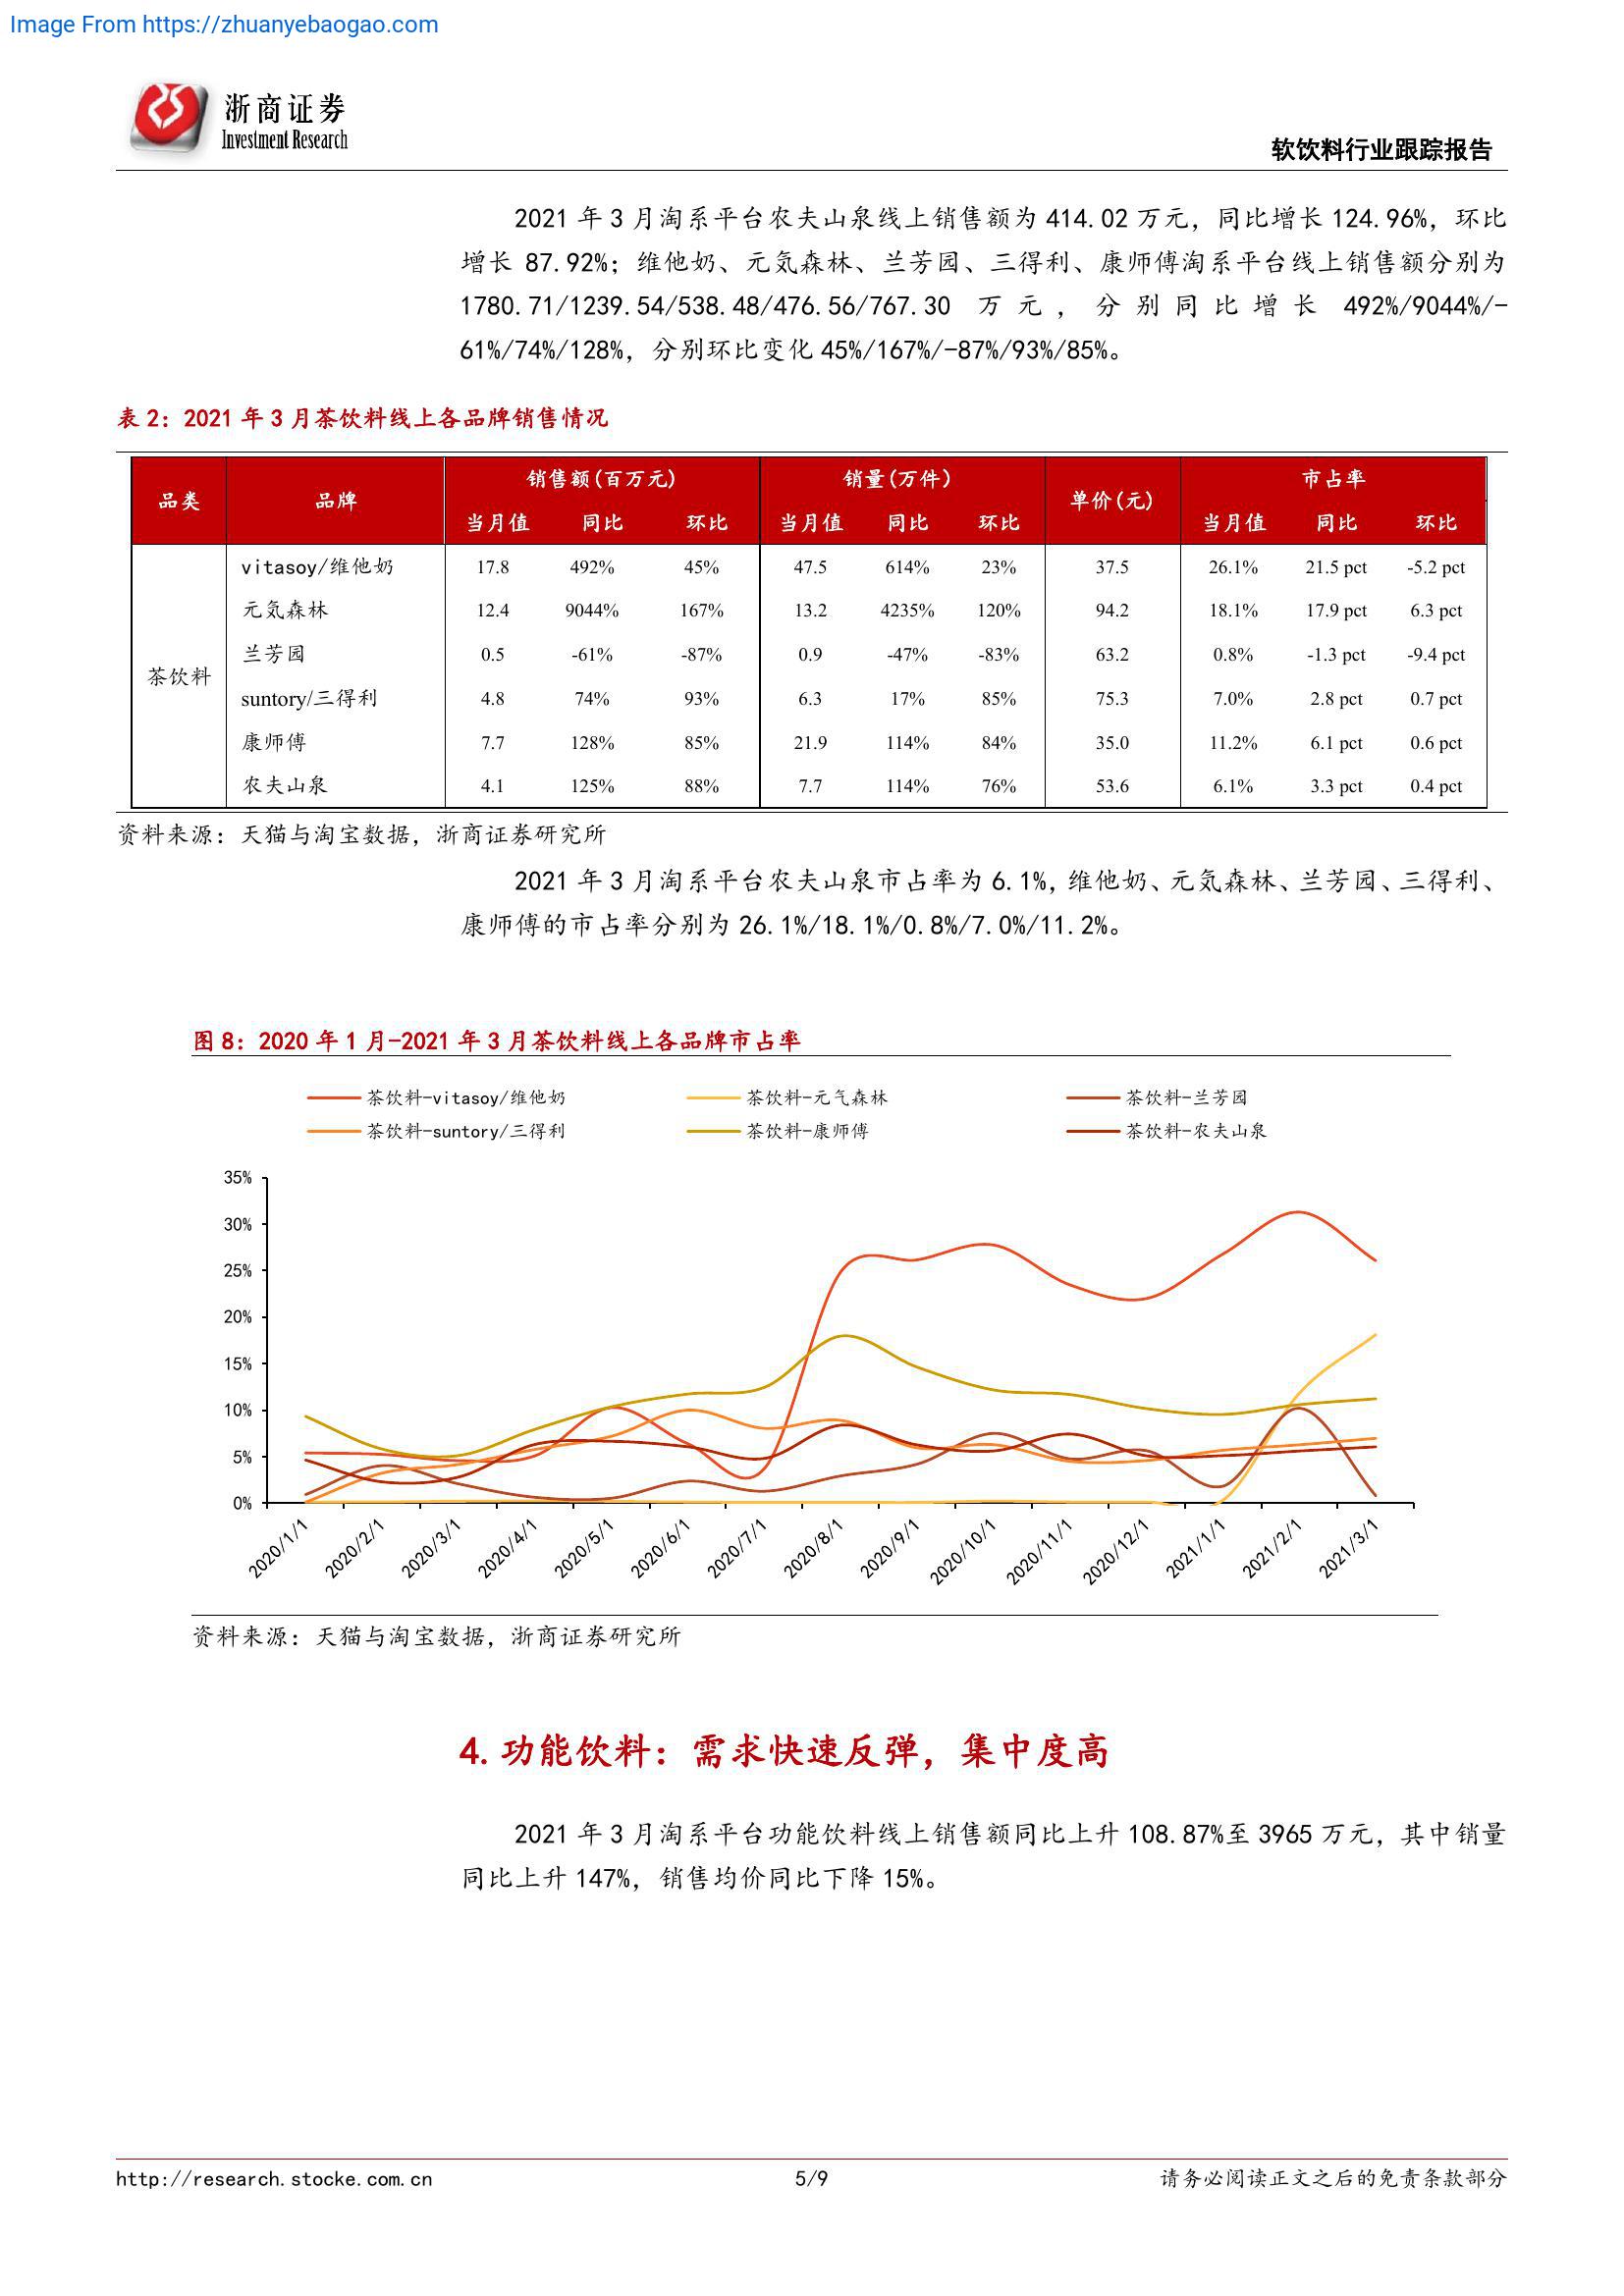 Image From https://zhuanyebaogao.com
浙商证券
Investment Research
软饮料行业跟踪报告
2021 年 3 月淘系平台农夫山泉线上销售额为 414.02 万元，同比增长 124.96%，环比
增长 87.92%；维他奶、元気森林、兰芳园、三得利、康师傅淘系平台线上销售额分别为
1780.71/1239.54/538.48/476.56/767.30 万元，分别同比增长 492%/9044%/-
61%/74%/128%，分别环比变化 45%/167%/-87%/93%/85%。
表 2：2021 年 3 月茶饮料线上各品牌销售情况
品类 品牌 销售额(百万元) 销量(万件) 单价(元) 市占率
当月值 同比 环比 当月值 同比 环比 当月值 同比 环比
茶饮料
vitasoy/维他奶 17.8 492% 45% 47.5 614% 23% 37.5 26.1% 21.5 pct -5.2 pct
元気森林 12.4 9044% 167% 13.2 4235% 120% 94.2 18.1% 17.9 pct 6.3 pct
兰芳园 0.5 -61% -87% 0.9 -47% -83% 63.2 0.8% -1.3 pct -9.4 pct
suntory/三得利 4.8 74% 93% 6.3 17% 85% 75.3 7.0% 2.8 pct 0.7 pct
康师傅 7.7 128% 85% 21.9 114% 84% 35.0 11.2% 6.1 pct 0.6 pct
农夫山泉 4.1 125% 88% 7.7 114% 76% 53.6 6.1% 3.3 pct 0.4 pct
资料来源：天猫与淘宝数据，浙商证券研究所
2021 年 3 月淘系平台农夫山泉市占率为 6.1%，维他奶、元気森林、兰芳园、三得利、
康师傅的市占率分别为 26.1%/18.1%/0.8%/7.0%/11.2%。
图 8：2020 年 1 月-2021 年 3 月茶饮料线上各品牌市占率
茶饮料-vitasoy/维他奶 茶饮料-元气森林 茶饮料-兰芳园
茶饮料-suntory/三得利 茶饮料-康师傅 茶饮料-农夫山泉
35%
30%
25%
20%
15%
10%
5%
0%
2020/1/1 2020/2/1 2020/3/1 2020/4/1 2020/5/1 2020/6/1 2020/7/1 2020/8/1 2020/9/1 2020/10/1 2020/11/1 2020/12/1 2021/1/1 2021/2/1 2021/3/1
资料来源：天猫与淘宝数据，浙商证券研究所
4. 功能饮料：需求快速反弹，集中度高
2021 年 3 月淘系平台功能饮料线上销售额同比上升 108.87%至 3965 万元，其中销量
同比上升 147%，销售均价同比下降 15%。
http://research.stocke.com.cn 5/9 请务必阅读正文之后的免责条款部分